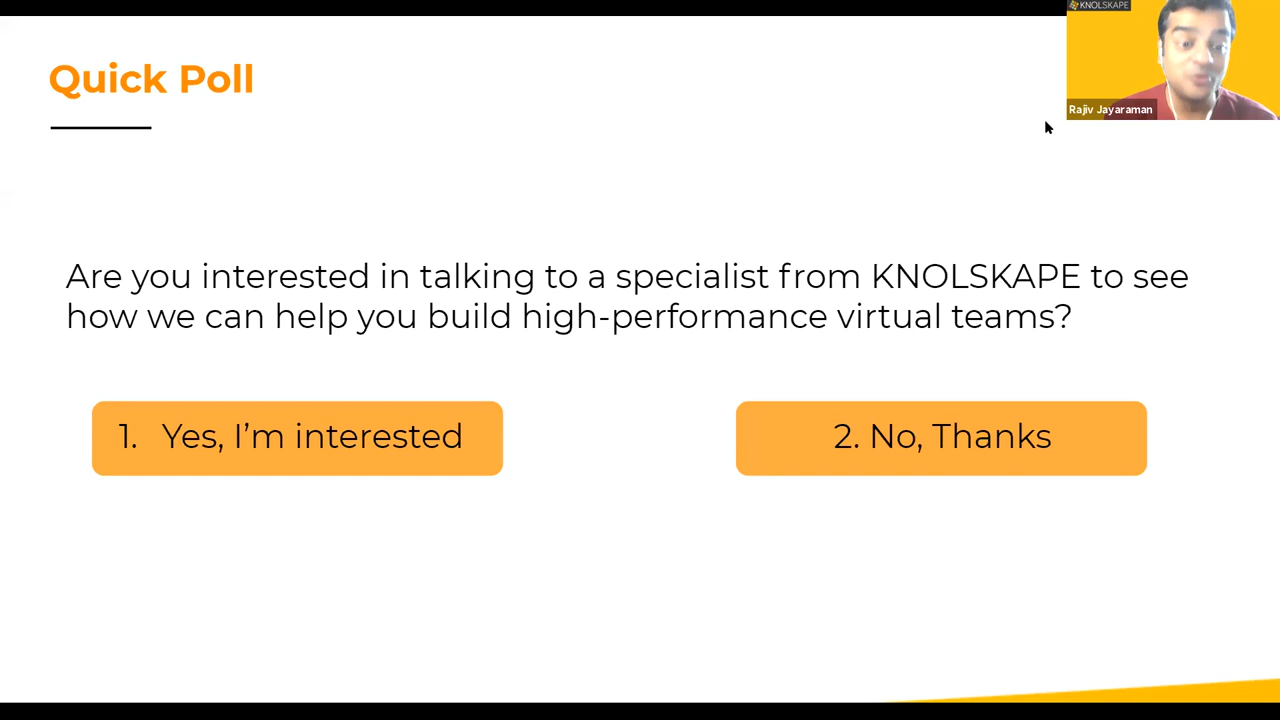 Quick Poll
KNOLSKAPE
Rajiv Jayaraman
Are you interested in talking to a specialist from KNOLSKAPE to see
how we can help you build high-performance virtual teams?
1. Yes, I’m interested
2. No, Thanks